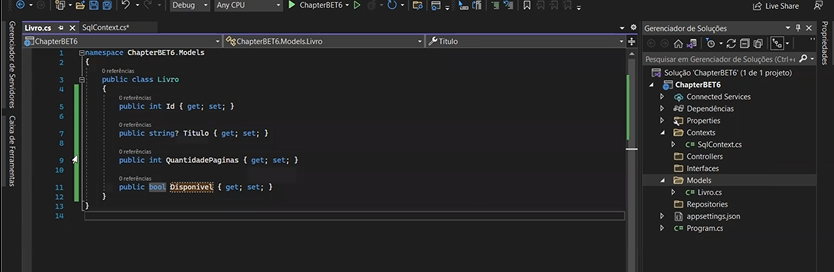 Debug
Any CPU
ChapterBET6
Live Share
Gerenciador de Servidores
Caixa de Ferramentas
Livro.cs
SqlContext.cs*
ChapterBET6
ChapterBET6.Models.Livro
Titulo
1 namespace ChapterBET6.Models
2 {
0 referências
3 public class Livro
4 {
0 referências
5 public int Id { get; set; }
6
0 referências
7 public string? Titulo { get; set; }
8
0 referências
9 public int QuantidadePaginas { get; set; }
10
0 referências
11 public bool Disponivel { get; set; }
12 }
13 }
14
Gerenciador de Soluções
Pesquisar em Gerenciador de Soluções (Ctrl+ç)
Solução 'ChapterBET6' (1 de 1 projeto)
ChapterBET6
Connected Services
Dependências
Properties
Contexts
C# SqlContext.cs
Controllers
Interfaces
Models
C# Livro.cs
Repositories
appsettings.json
C# Program.cs
Propriedades